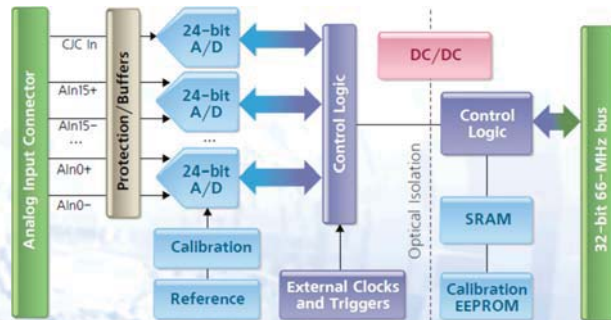 Analog Input Connector
CJC In
AIn15+
AIn15-
...
AIn0+
AIn0-
Protection/Buffers
24-bit
A/D
24-bit
A/D
...
24-bit
A/D
Calibration
Reference
Control Logic
External Clocks
and Triggers
DC/DC
Optical Isolation
Control
Logic
SRAM
Calibration
EEPROM
32-bit 66-MHz bus